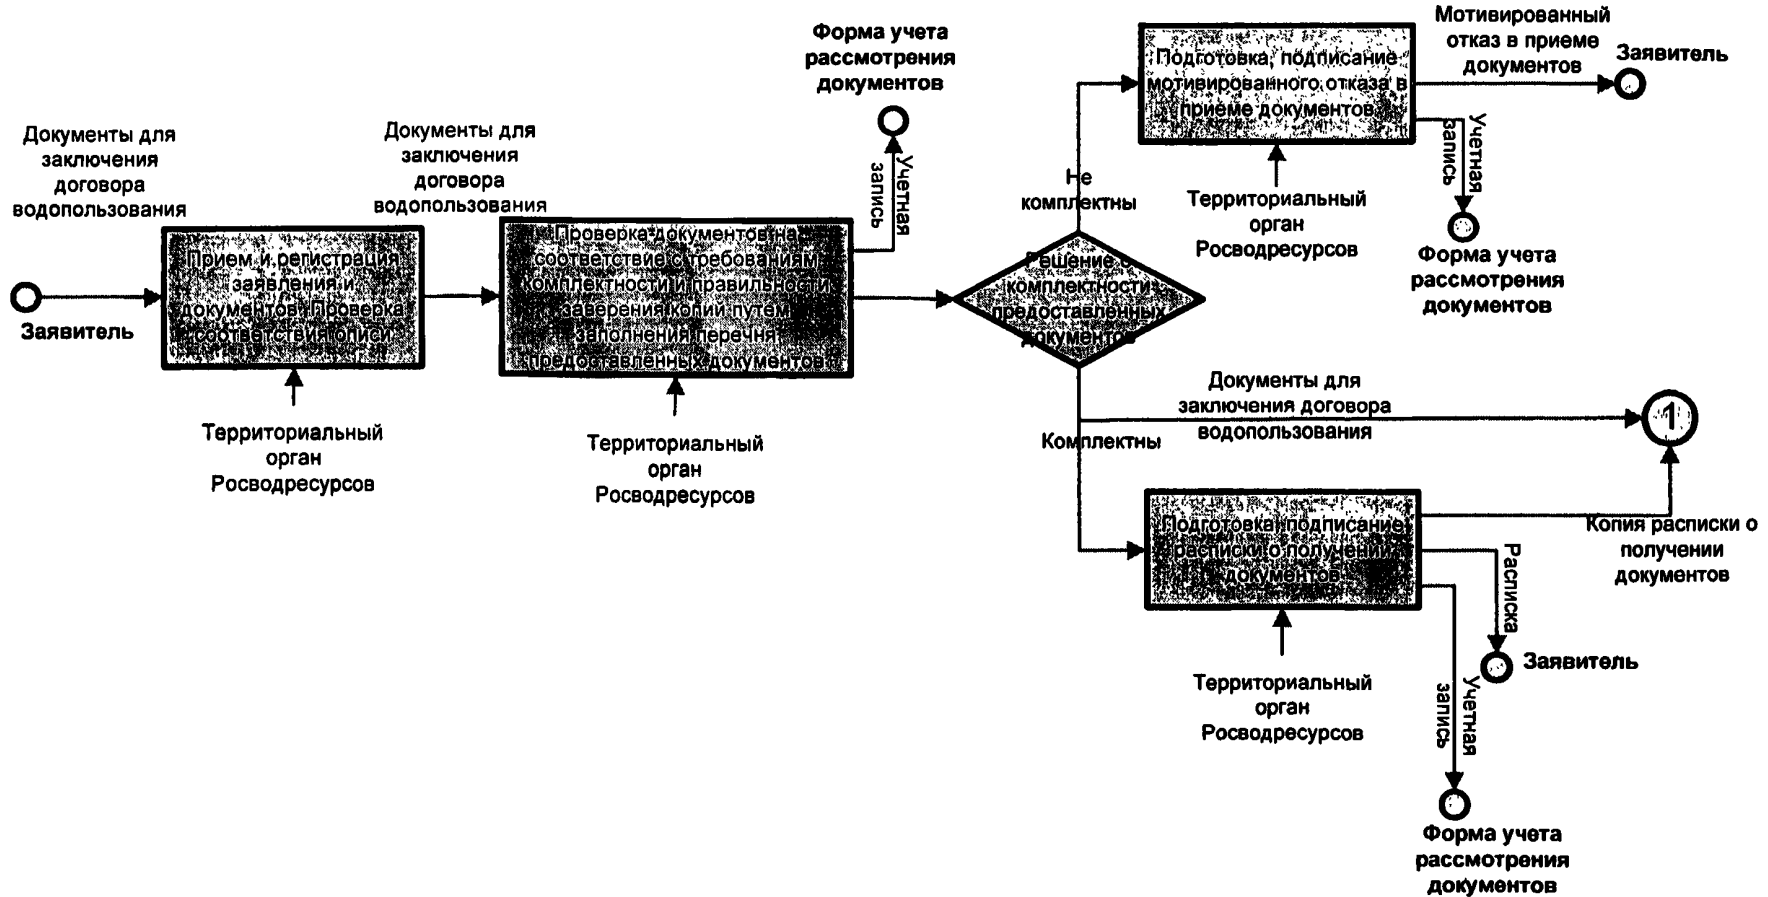 Документы для
заключения
договора
водопользования
Заявитель
Прием и регистрация
заявления и
документов. Проверка
соответствия описи
Территориальный
орган
Росводресурсов
Документы для
заключения
договора
водопользования
Проверка документов на
соответствие с требованиям
комплектности и правильности
заверения копий путем
заполнения перечня
предоставленных документов
Территориальный
орган
Росводресурсов
Форма учета
рассмотрения
документов
Учетная
запись
Решение о
комплектности
предоставленных
документов
Не
комплектны
Подготовка, подписание
мотивированного отказа в
приеме документов
Территориальный
орган
Росводресурсов
Мотивированный
отказ в приеме
документов
Заявитель
Учетная
запись
Форма учета
рассмотрения
документов
Комплектны
Документы для
заключения договора
водопользования
1
Подготовка, подписание
расписки о получении
документов
Территориальный
орган
Росводресурсов
Копия расписки о
получении
документов
Расписка
Заявитель
Учетная
запись
Форма учета
рассмотрения
документов